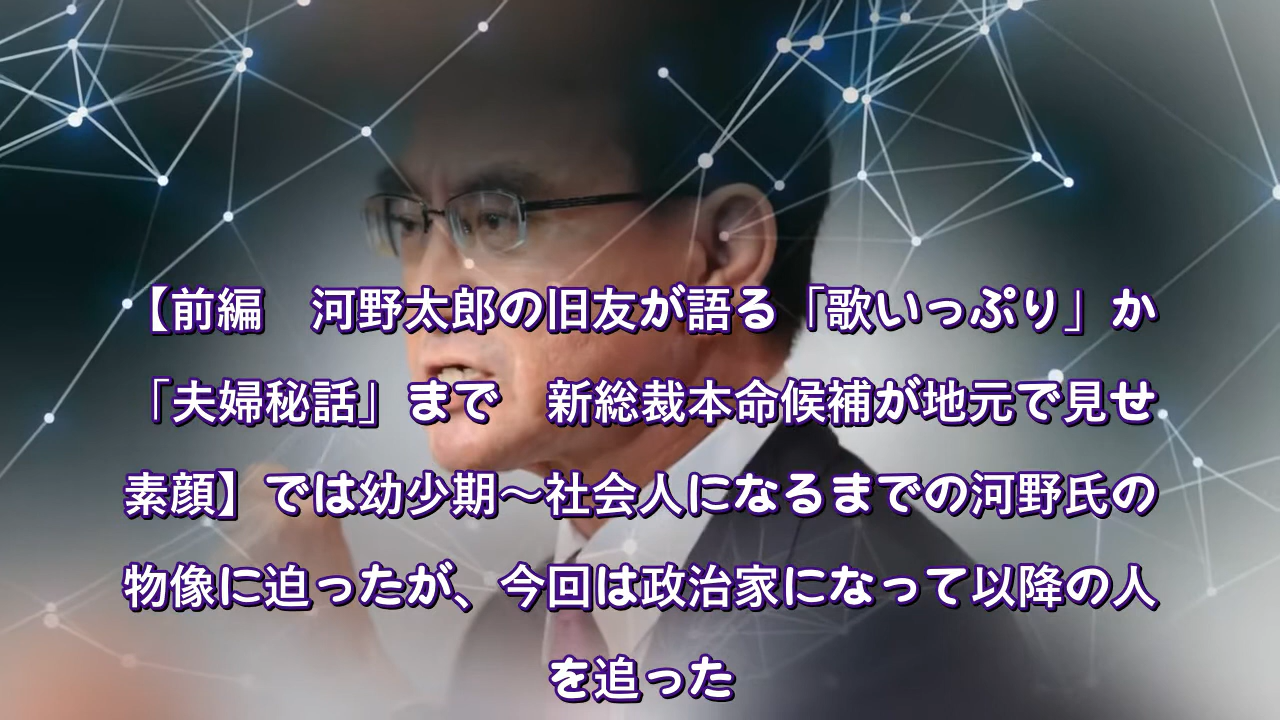 【前編　河野太郎の旧友が語る「歌いっぷり」か
「夫婦秘話」まで　新総裁本命候補が地元で見せ
素顔】では幼少期〜社会人になるまでの河野氏の
物像に迫ったが、今回は政治家になって以降の人
を追った